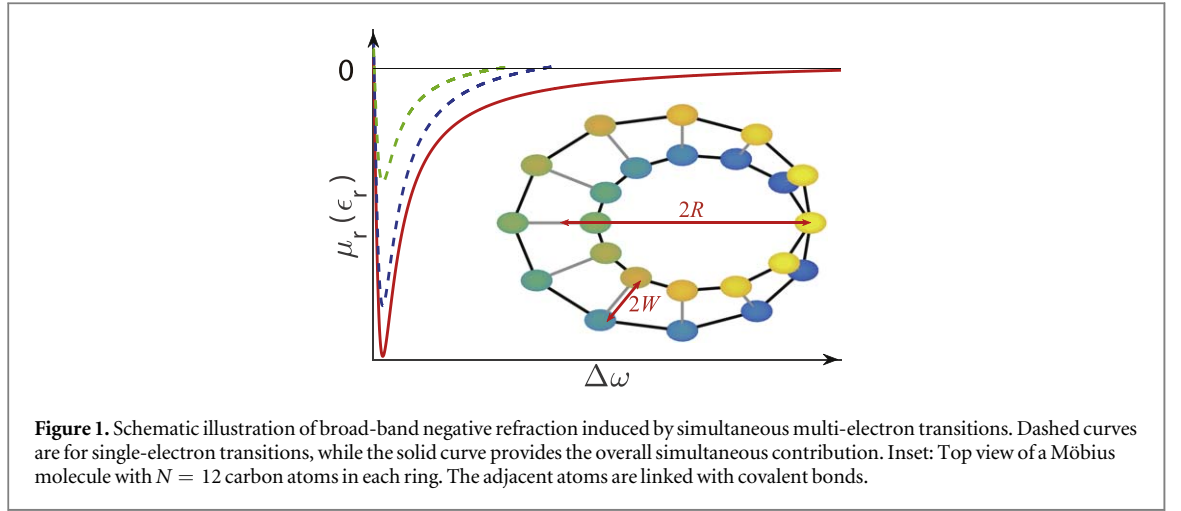 0
μr(ϵr)
2R
2W
Δω
Figure 1. Schematic illustration of broad-band negative refraction induced by simultaneous multi-electron transitions. Dashed curves
are for single-electron transitions, while the solid curve provides the overall simultaneous contribution. Inset: Top view of a Möbius
molecule with N = 12 carbon atoms in each ring. The adjacent atoms are linked with covalent bonds.